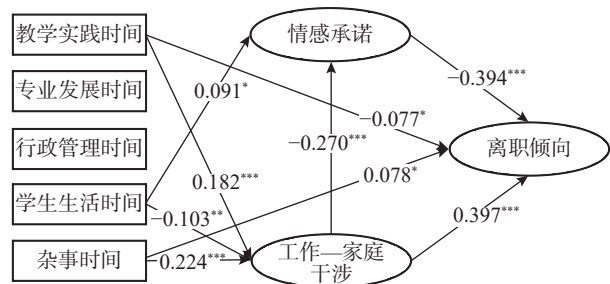 教学实践时间
情感承诺
专业发展时间
0.091*
−0.394***
−0.077*
行政管理时间
−0.270***
离职倾向
0.182***
0.078*
学生生活时间
−0.103**
0.397***
杂事时间
0.224***
工作—家庭
干涉